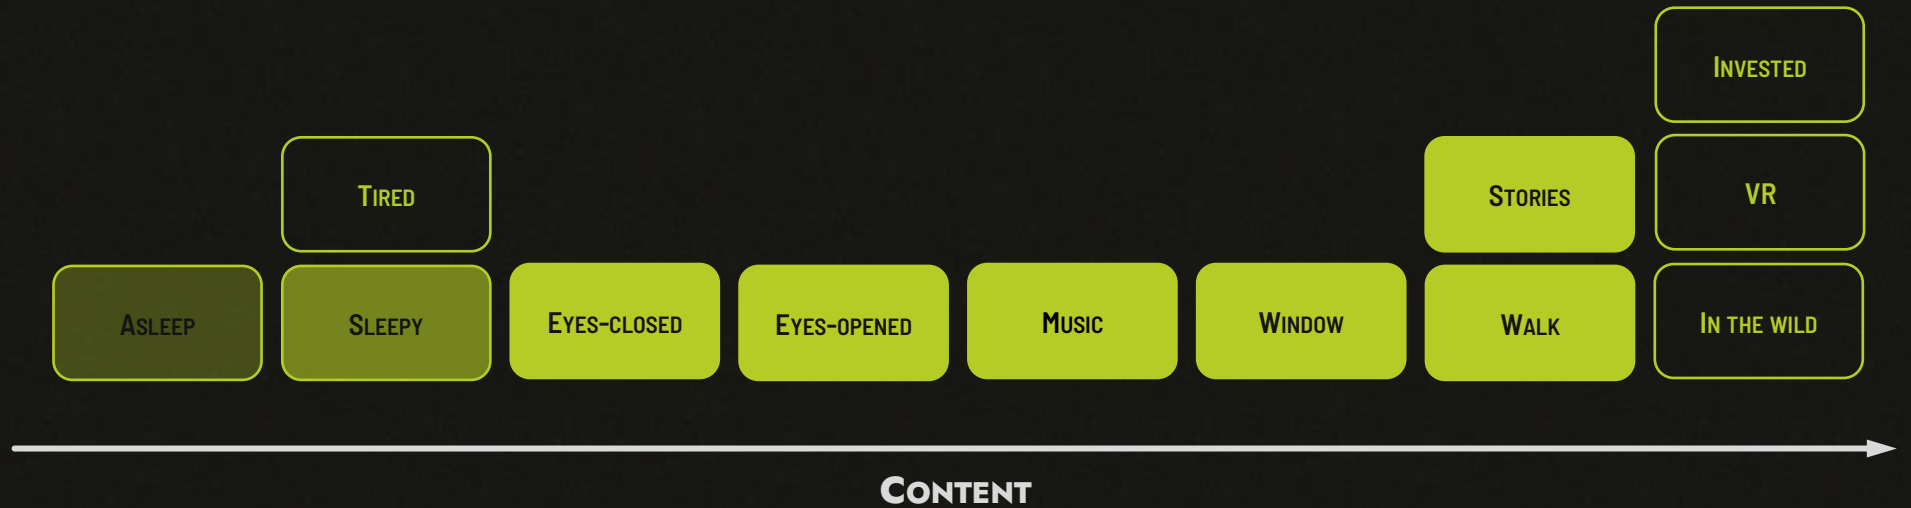 Invested
Tired
Stories
VR
Asleep
Sleepy
Eyes-closed
Eyes-opened
Music
Window
Walk
In the wild
Content